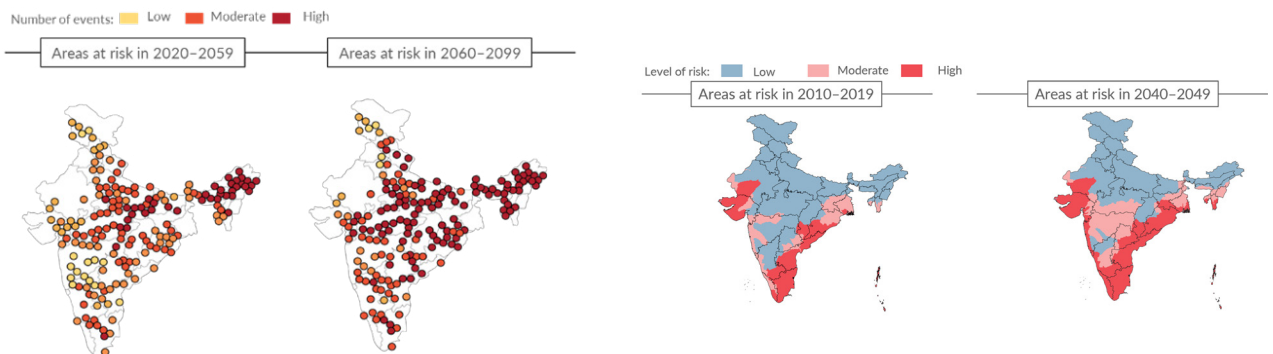 Number of events: Low Moderate High
Areas at risk in 2020–2059
Areas at risk in 2060–2099
Level of risk: Low Moderate High
Areas at risk in 2010–2019
Areas at risk in 2040–2049